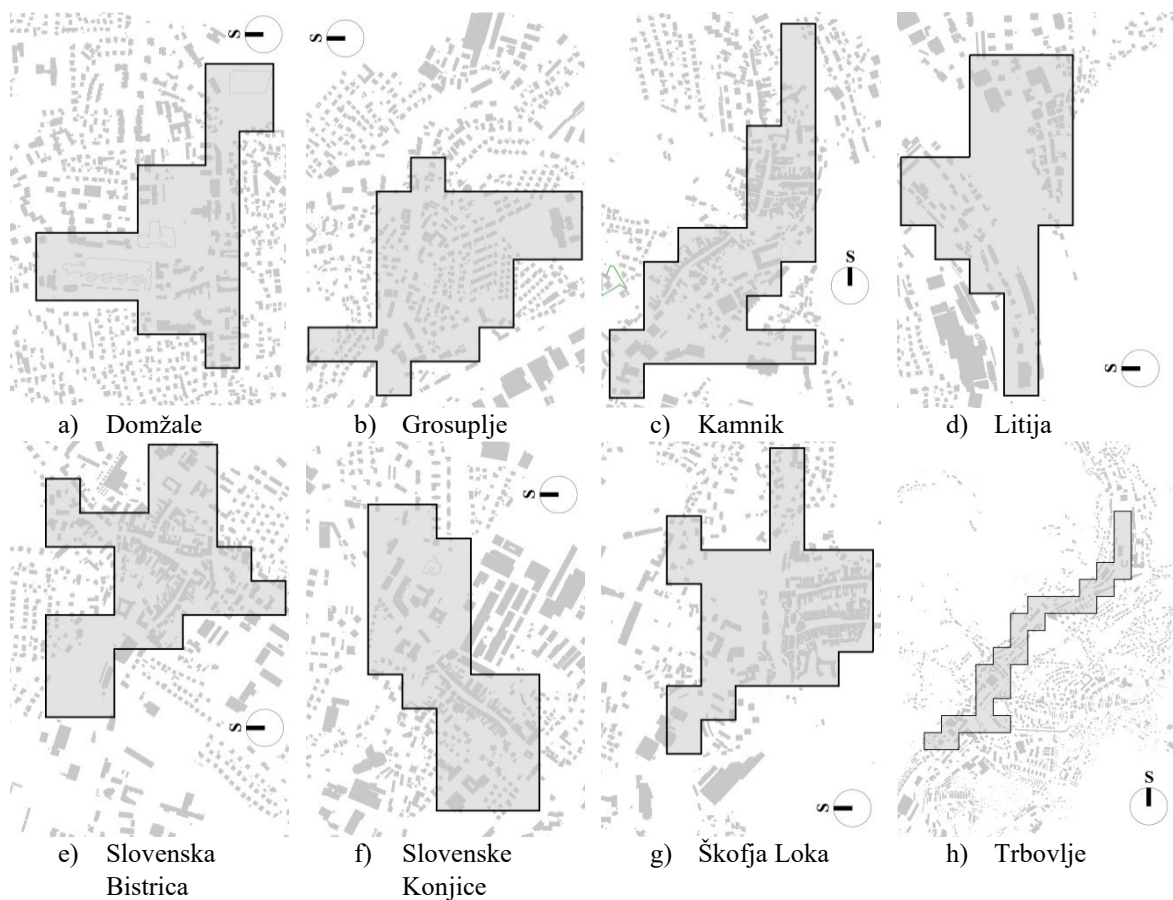 S
S
S
S
a) Domžale
b) Grosuplje
c) Kamnik
d) Litija
S
S
S
S
e) Slovenska
Bistrica
f) Slovenske
Konjice
g) Škofja Loka
h) Trbovlje